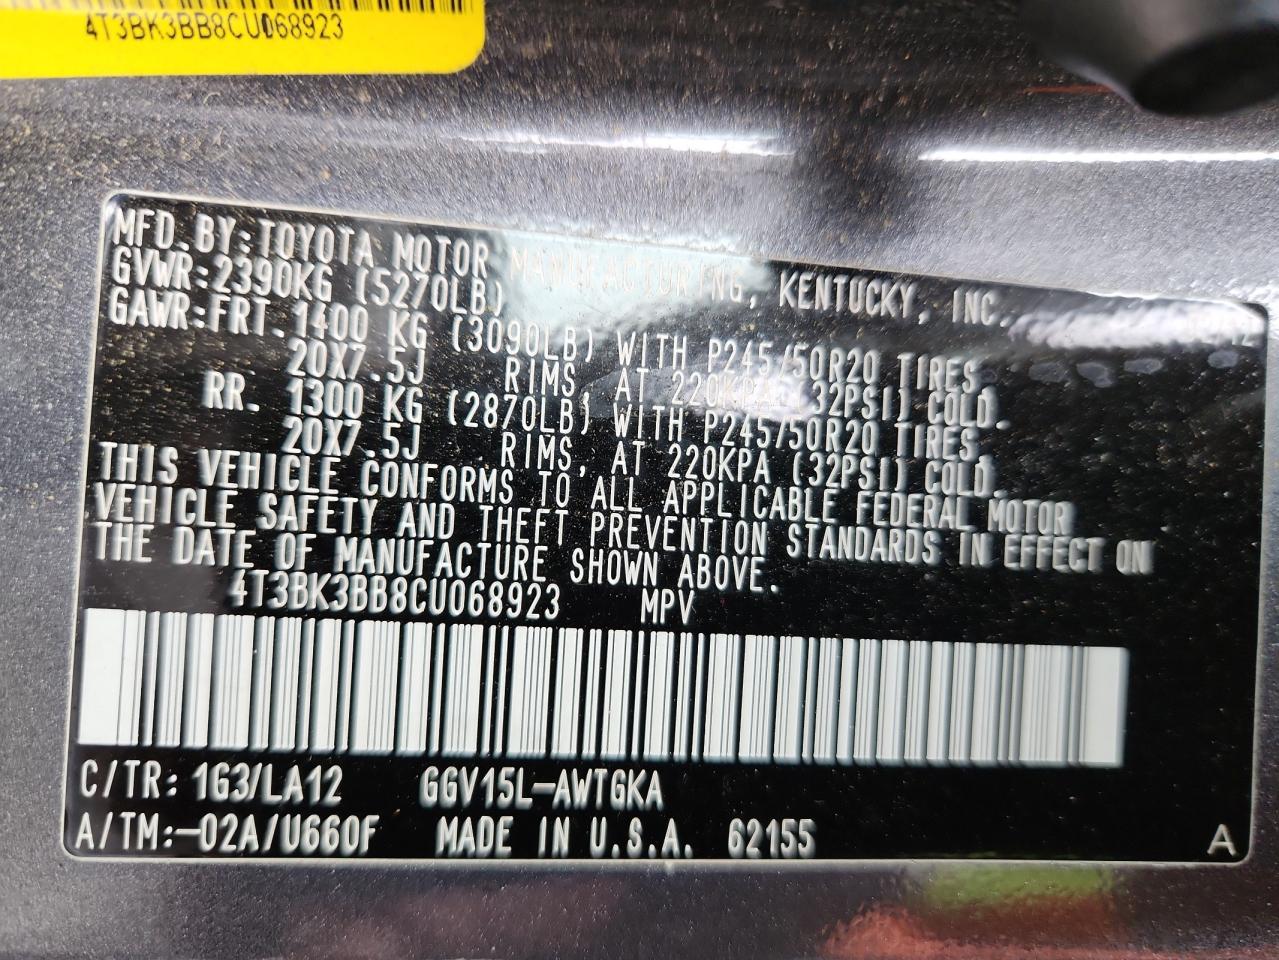 4T3BK3BB8CU068923
MFD.BY:TOYOTA MOTOR MANUFACTURING, KENTUCKY, INC.
GVWR:2390KG (5270LB)
GAWR:FRT.1400 KG (3090LB) WITH P245/50R20 TIRES,
20X7.5J RIMS, AT 220KPA (32PSI) COLD.
RR. 1300 KG (2870LB) WITH P245/50R20 TIRES,
20X7.5J RIMS, AT 220KPA (32PSI) COLD.
THIS VEHICLE CONFORMS TO ALL APPLICABLE FEDERAL MOTOR
VEHICLE SAFETY AND THEFT PREVENTION STANDARDS IN EFFECT ON
THE DATE OF MANUFACTURE SHOWN ABOVE.
4T3BK3BB8CU068923 MPV
C/TR: 1G3/LA12 GGV15L-AWTGKA
A/TM:-02A/U660F MADE IN U.S.A. 62155
A